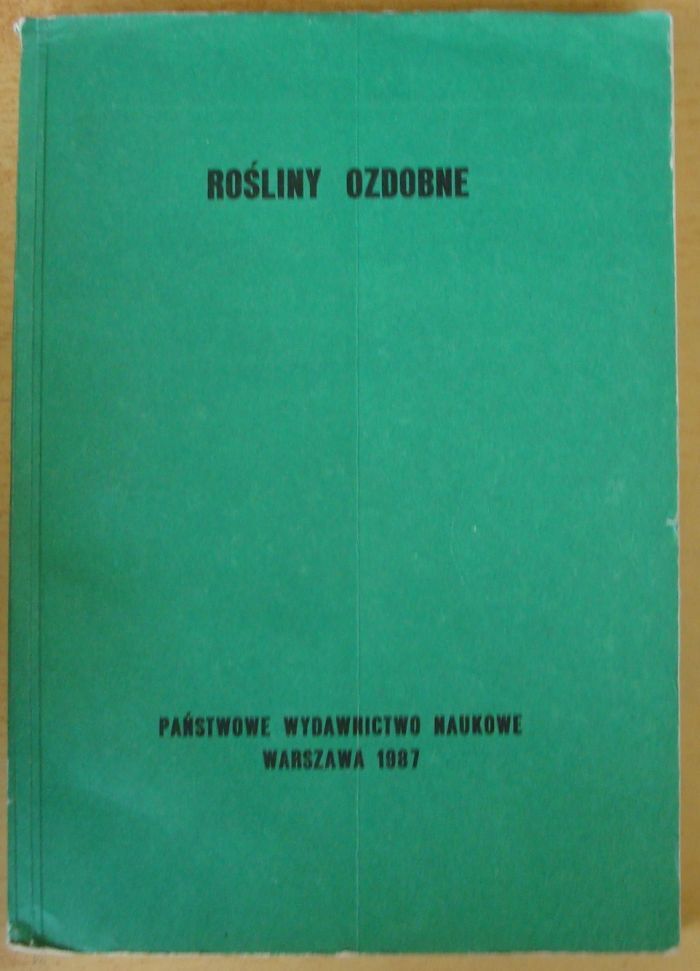 ROŚLINY OZDOBNE
PAŃSTWOWE WYDAWNICTWO NAUKOWE
WARSZAWA 1987